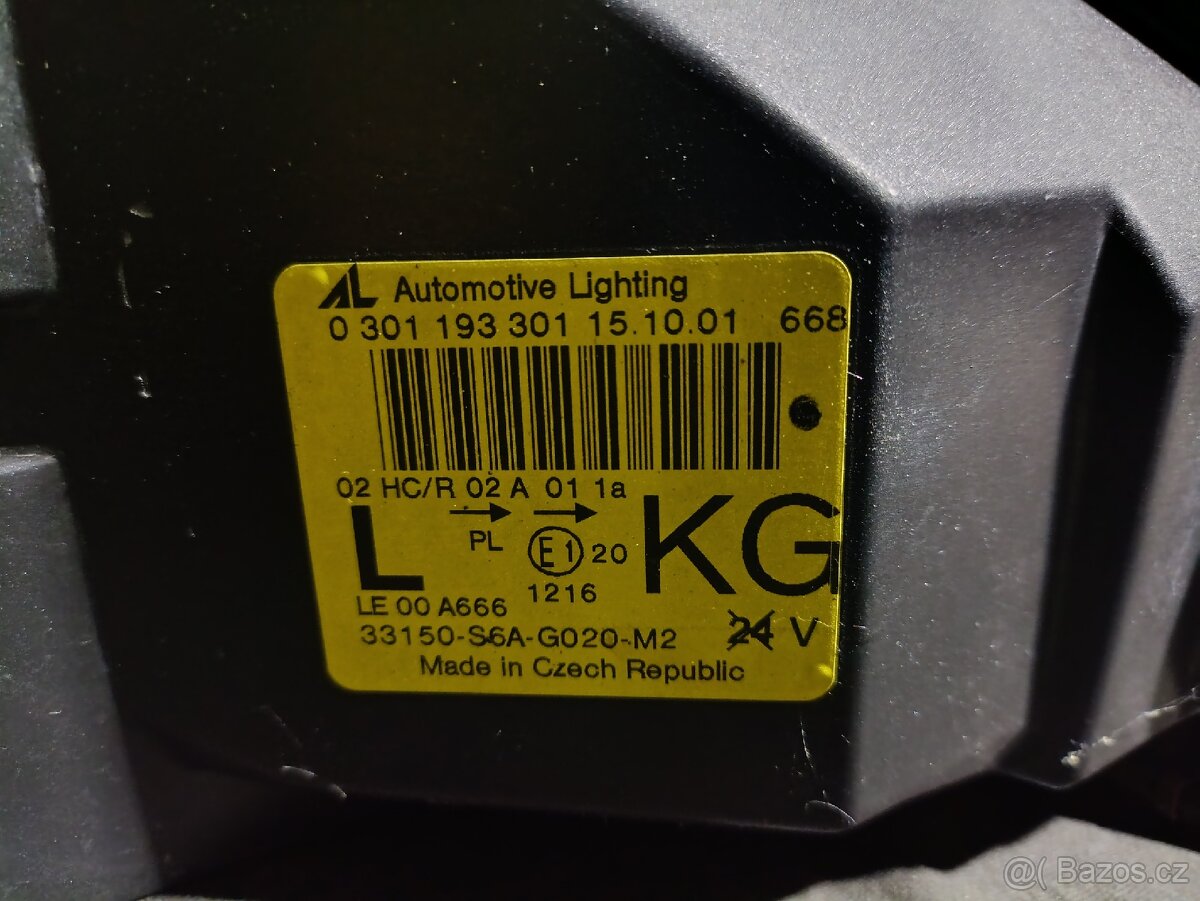 AL Automotive Lighting
0 301 193 301 15.10.01 668
02 HC/R 02 A 01 1a
L PL E1 20 KG
1216
LE 00 A666
33150-S6A-G020-M2 24 V
Made in Czech Republic
@( Bazos.cz